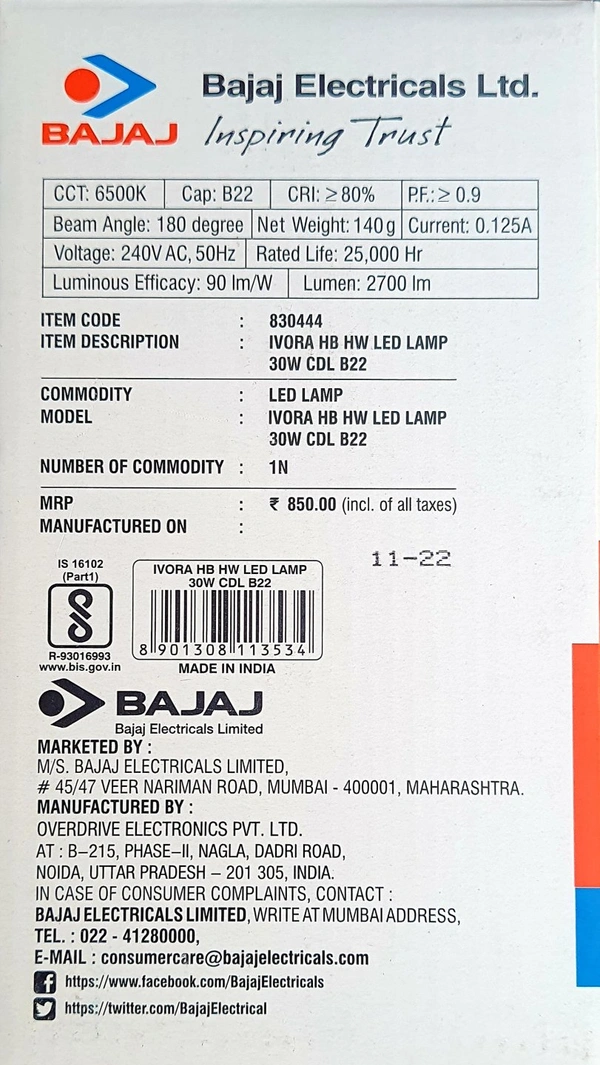 BAJAJ
Bajaj Electricals Ltd.
Inspiring Trust
CCT: 6500K Cap: B22 CRI: ≥ 80% P.F.: ≥ 0.9
Beam Angle: 180 degree Net Weight: 140 g Current: 0.125A
Voltage: 240V AC, 50Hz Rated Life: 25,000 Hr
Luminous Efficacy: 90 lm/W Lumen: 2700 lm
ITEM CODE : 830444
ITEM DESCRIPTION : IVORA HB HW LED LAMP
30W CDL B22
COMMODITY : LED LAMP
MODEL : IVORA HB HW LED LAMP
30W CDL B22
NUMBER OF COMMODITY : 1N
MRP : ₹ 850.00 (incl. of all taxes)
MANUFACTURED ON :
11-22
IS 16102
(Part1)
R-93016993
www.bis.gov.in
IVORA HB HW LED LAMP
30W CDL B22
8 901308 113534
MADE IN INDIA
BAJAJ
Bajaj Electricals Limited
MARKETED BY :
M/S. BAJAJ ELECTRICALS LIMITED,
# 45/47 VEER NARIMAN ROAD, MUMBAI - 400001, MAHARASHTRA.
MANUFACTURED BY :
OVERDRIVE ELECTRONICS PVT. LTD.
AT : B–215, PHASE–II, NAGLA, DADRI ROAD,
NOIDA, UTTAR PRADESH – 201 305, INDIA.
IN CASE OF CONSUMER COMPLAINTS, CONTACT :
BAJAJ ELECTRICALS LIMITED, WRITE AT MUMBAI ADDRESS,
TEL. : 022 - 41280000,
E-MAIL : consumercare@bajajelectricals.com
https://www.facebook.com/BajajElectricals
https://twitter.com/BajajElectrical